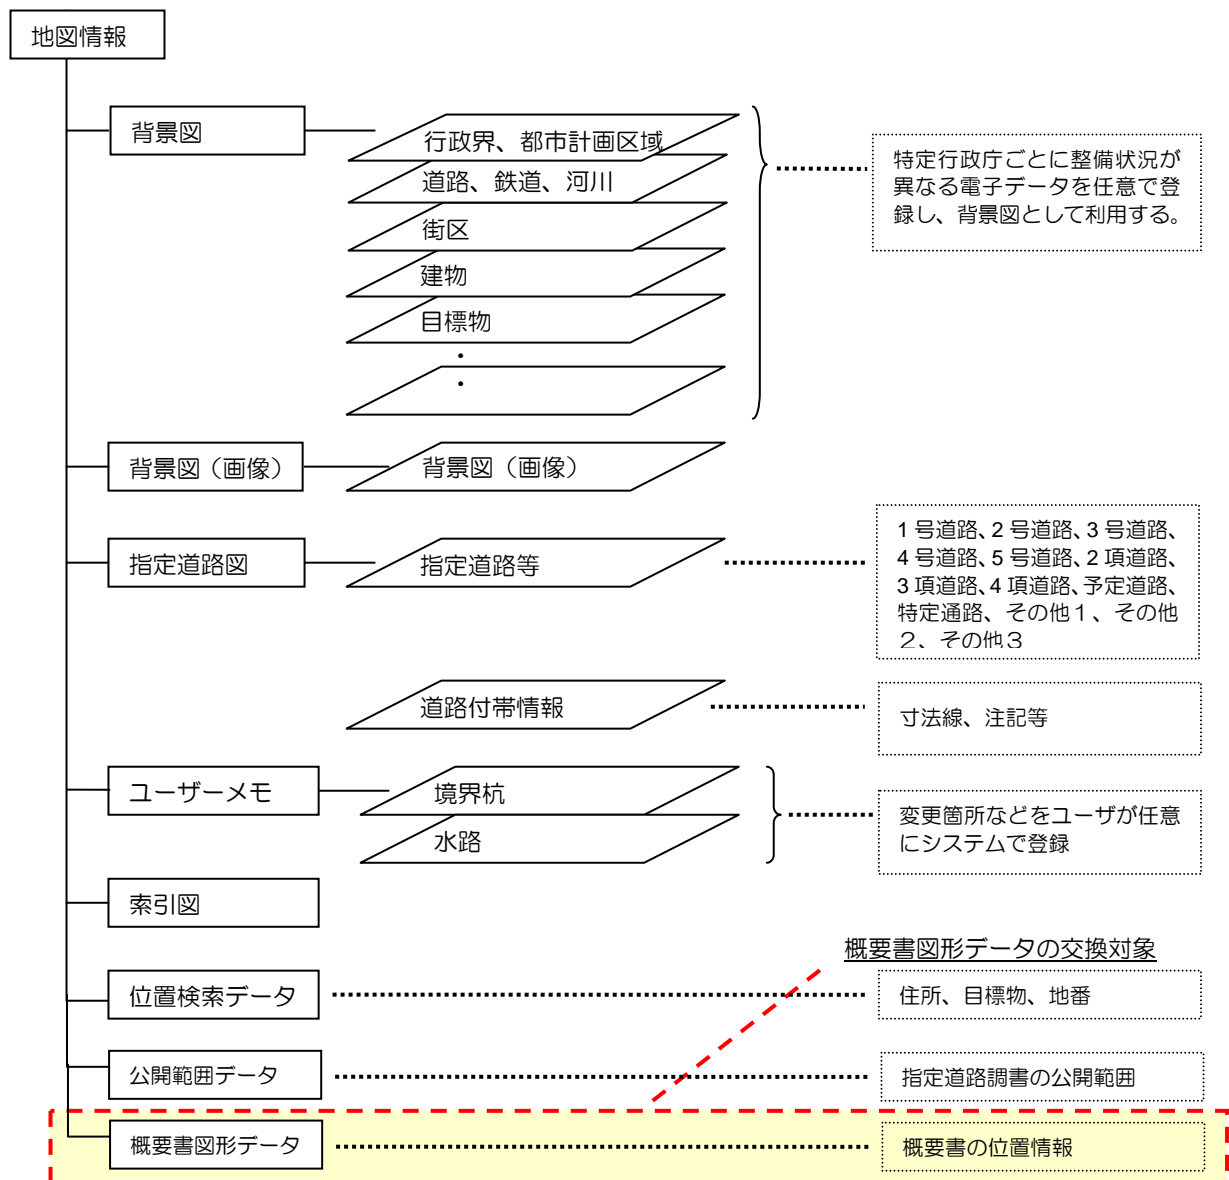 地図情報
背景図
行政界、都市計画区域
道路、鉄道、河川
街区
建物
目標物
・
・
特定行政庁ごとに整備状況が
異なる電子データを任意で登
録し、背景図として利用する。
背景図（画像）
背景図（画像）
指定道路図
指定道路等
1号道路、2号道路、3号道路、
4号道路、5号道路、2項道路、
3項道路、4項道路、予定道路、
特定通路、その他１、その他
２、その他３
道路付帯情報
寸法線、注記等
ユーザーメモ
境界杭
水路
変更箇所などをユーザが任意
にシステムで登録
索引図
概要書図形データの交換対象
位置検索データ
住所、目標物、地番
公開範囲データ
指定道路調書の公開範囲
概要書図形データ
概要書の位置情報